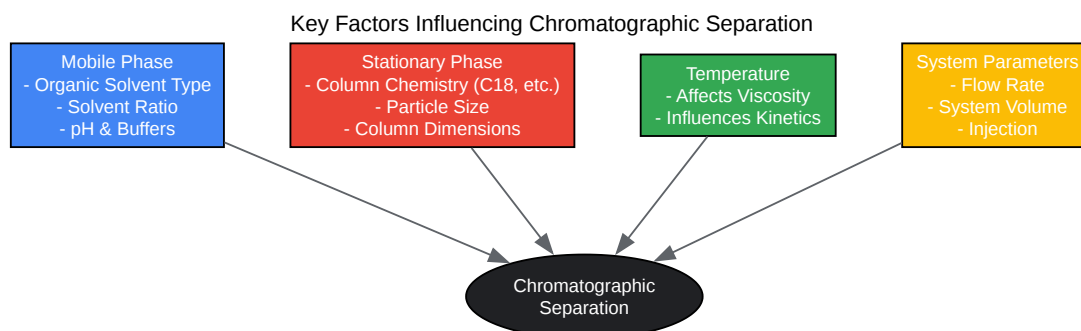 Key Factors Influencing Chromatographic Separation
Mobile Phase
- Organic Solvent Type
- Solvent Ratio
- pH & Buffers
Stationary Phase
- Column Chemistry (C18, etc.)
- Particle Size
- Column Dimensions
Temperature
- Affects Viscosity
- Influences Kinetics
System Parameters
- Flow Rate
- System Volume
- Injection
Chromatographic
Separation